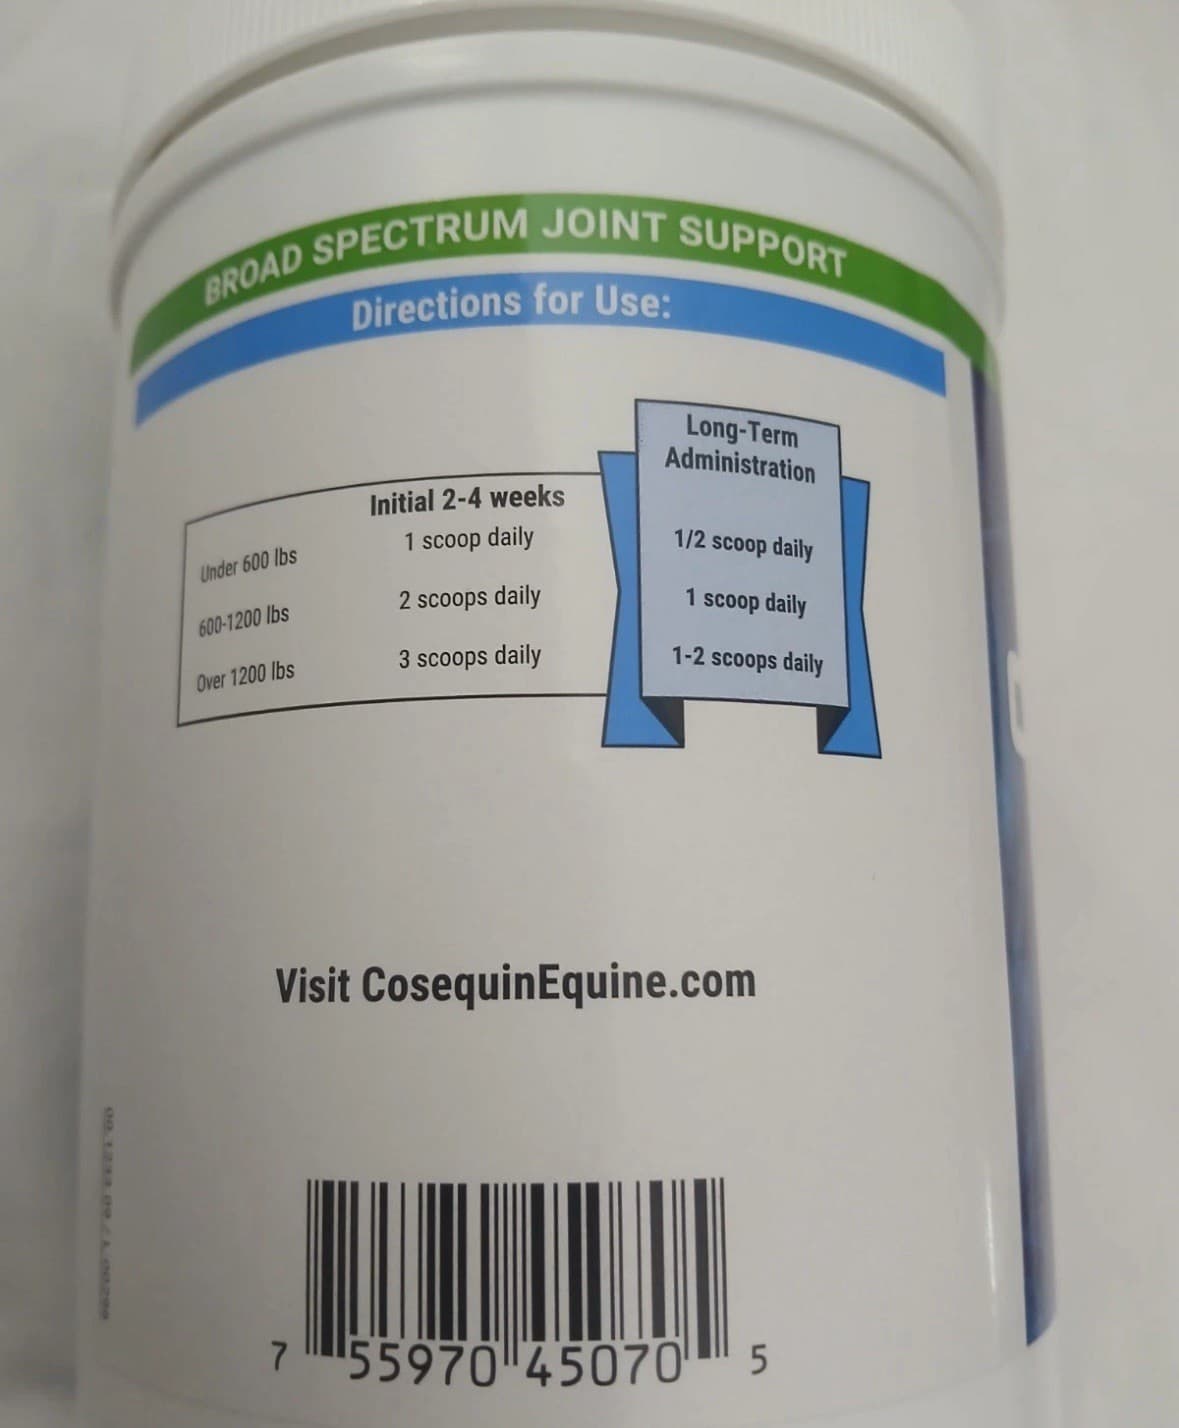 BROAD SPECTRUM JOINT SUPPORT
Directions for Use:
Long-Term
Administration
Initial 2-4 weeks
Under 600 lbs 1 scoop daily 1/2 scoop daily
600-1200 lbs 2 scoops daily 1 scoop daily
Over 1200 lbs 3 scoops daily 1-2 scoops daily
Visit CosequinEquine.com
7 55970 45070 5